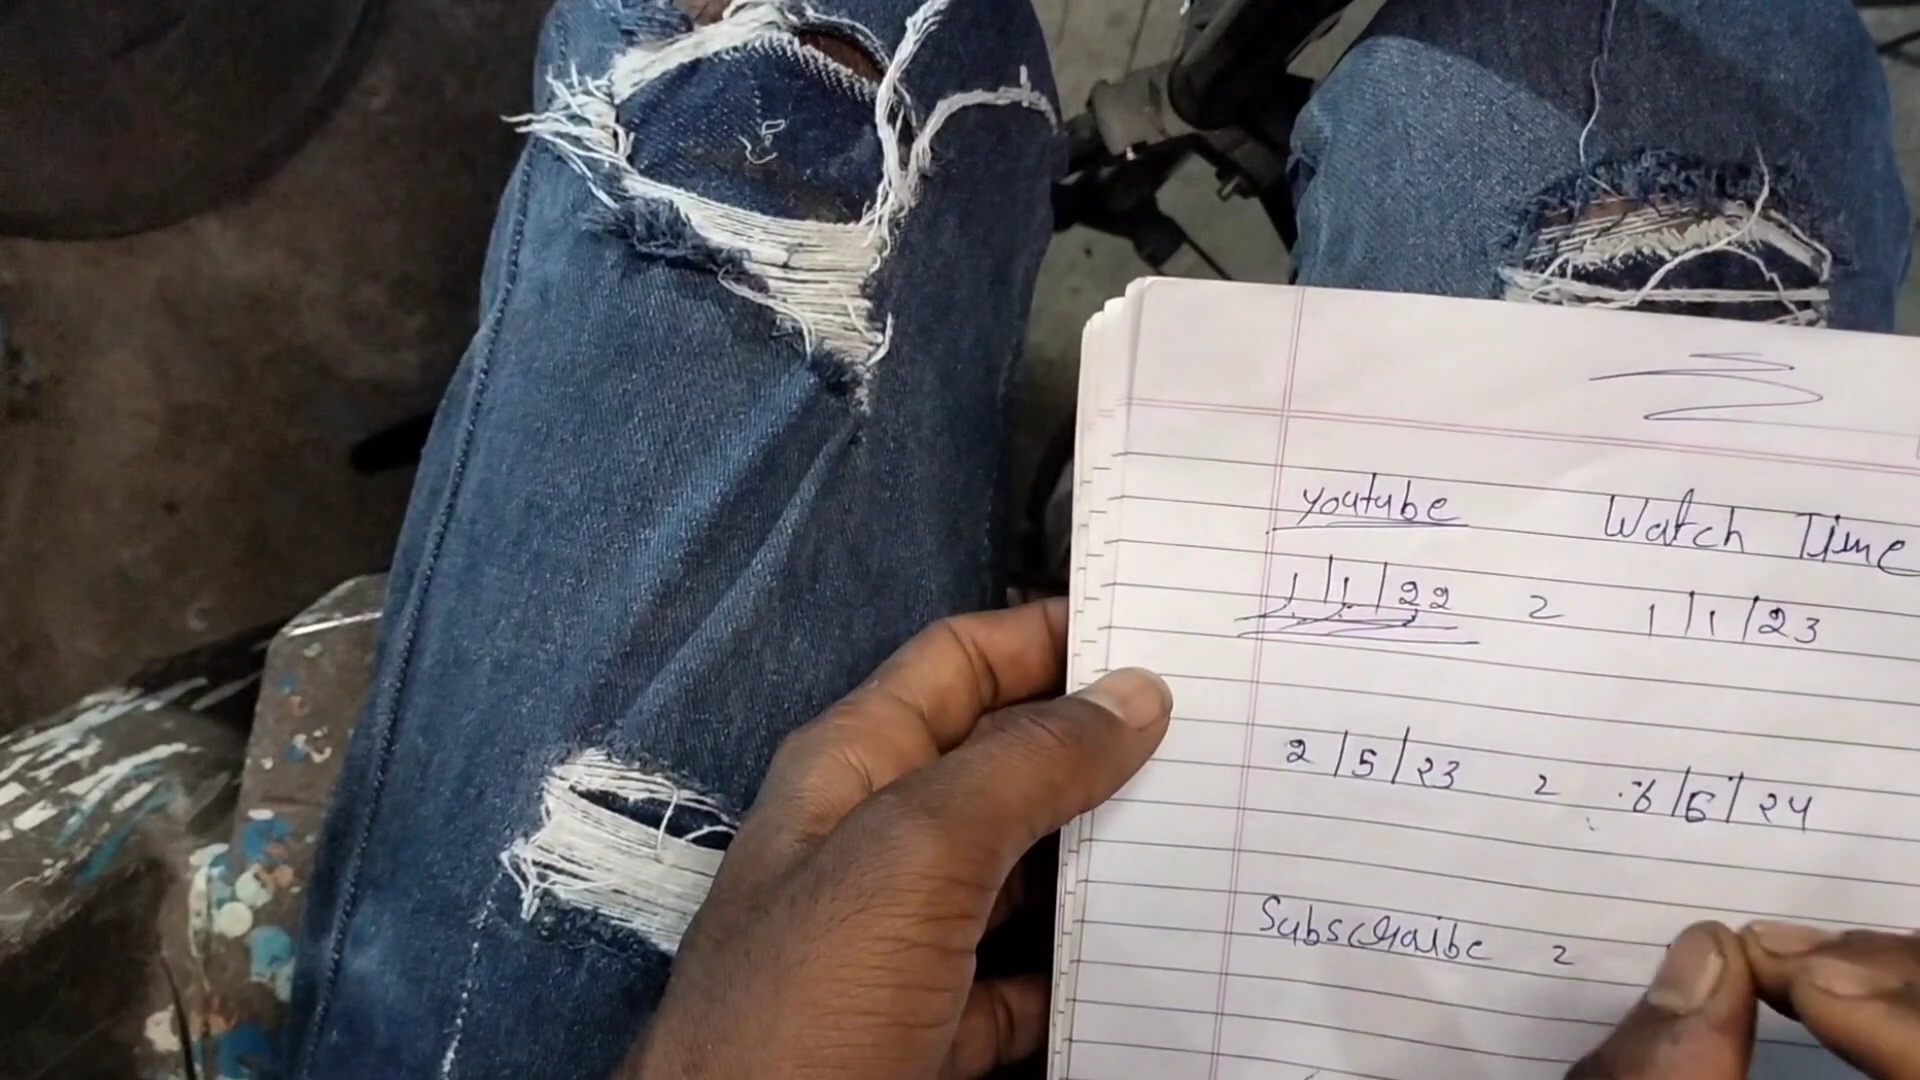 youtube Watch Time
1/1/22 2 1/1/23
2/5/23 2 6/6/24
Subscraibe 2